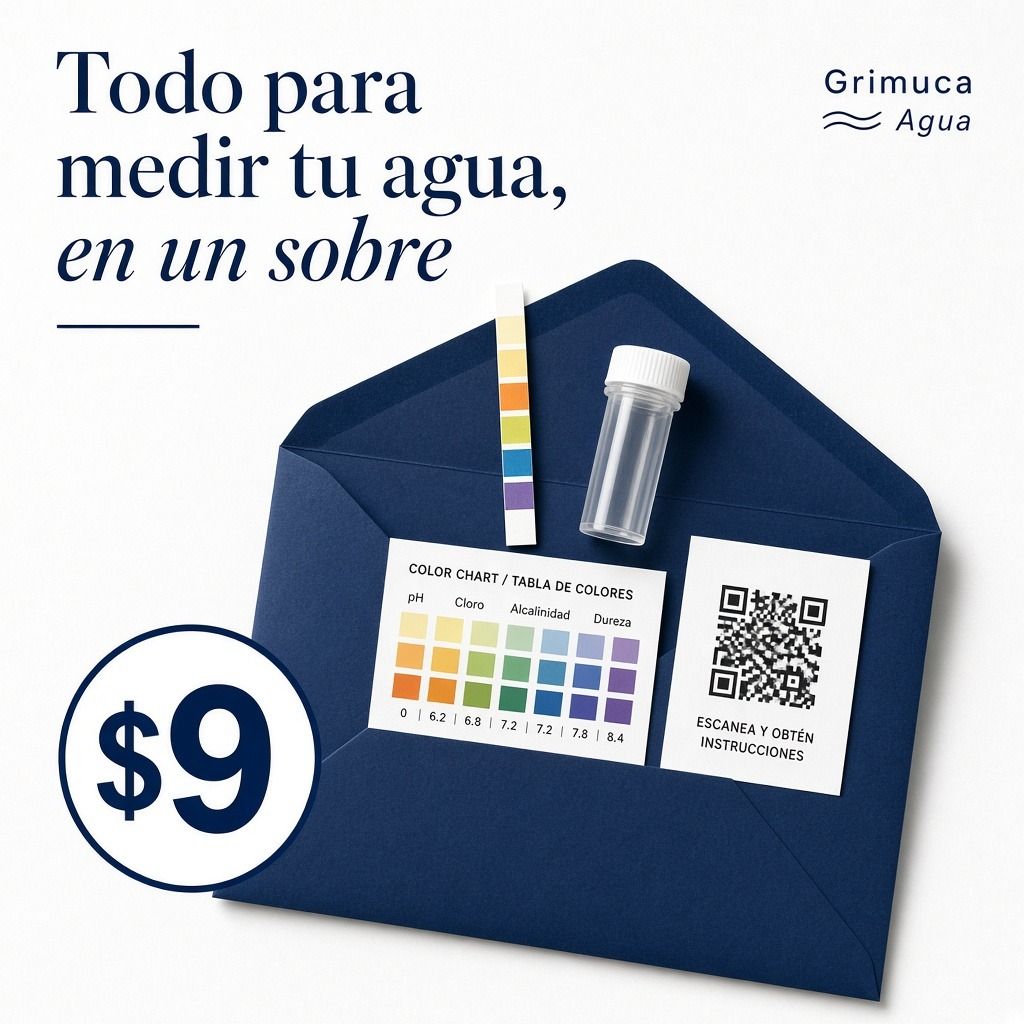 Todo para
medir tu agua,
en un sobre
Grimuca
Agua
COLOR CHART / TABLA DE COLORES
pH Cloro Alcalinidad Dureza
0 | 6.2 | 6.8 | 7.2 | 7.2 | 7.8 | 8.4
ESCANEA Y OBTÉN
INSTRUCCIONES
$9